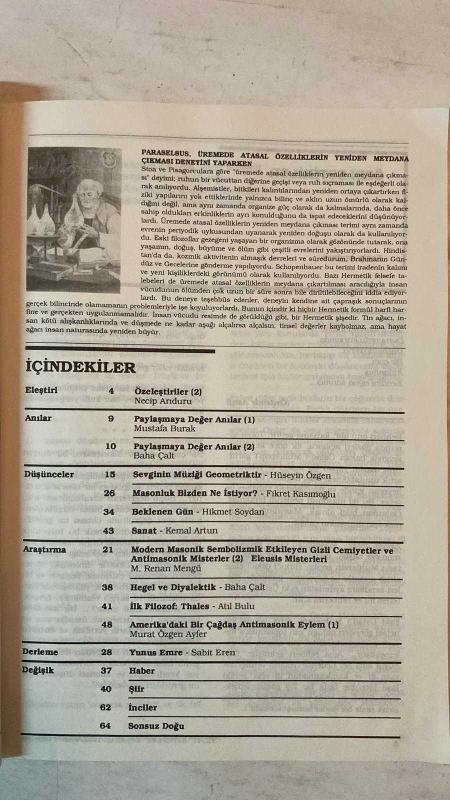 PARASELSUS, ÜREMEDE ATASAL ÖZELLİKLERİN YENİDEN MEYDANA
ÇIKMASI DENEYİNİ YAPARKEN
Stoa ve Pisagorculara göre "üremede atasal özelliklerin yeniden meydana çıkma-
sı" deyimi; ruhun bir vücuttan diğerine geçişi veya ruh sıçraması ile eşdeğerli ola-
rak anılıyordu. Alşemistler, bitkileri kalıntılarından yeniden ortaya çıkartırken fi-
ziki yapılarını yok ettiklerinde yalnızca bilinç ve aklın uzun ömürlü olarak kal-
dığını değil, ama aynı zamanda organize güç olarak da kalmalarında, daha önce
sahip oldukları erkinliklerin ayrı konulduğunu da ispat edeceklerini düşünüyor-
lardı. Üremede atasal özelliklerin yeniden meydana çıkması terimi aynı zamanda
evrenin periyodik uykusundan uyanarak yeniden doğuşu olarak da kullanılıyor-
du. Eski filozoflar gezegeni yaşayan bir organizma olarak gözönünde tutarak, ona
yaşamın, doğuş, büyüme ve ölüm gibi çeşitli evrelerini yakıştırıyorlardı. Hindis-
tan'da da, kozmik aktivitenin almaşık devreleri ve süredurum, Brahmanın Gün-
düz ve Gecelerine gönderme yapılıyordu. Schopenhauer bu terimi iradenin kalımı
ve yeni kişiliklerdeki görünümü olarak kullanılıyordu. Bazı Hermetik felsefe ta-
lebeleri de üremede atasal özelliklerin meydana çıkartılması aracılığıyla insan
vücudunun ölümden çok uzun bir süre sonra bile diriltilebileceğini iddia ediyor-
lardı. Bu deneye teşebbüs edenler, deneyin kendine ait çapraşık sonuçlarının
gerçek bilincinde olamamanın problemleriyle işe koyuluyorlardı. Bunun içindir ki hiçbir Hermetik formül harfi har-
fine ve gerçekten uygulanmamalıdır. İnsan vücudu resimde de görüldüğü gibi, bir Hermetik şişedir. Tin ağacı, in-
san kötü alışkanlıklarında ve düşmede ne kadar aşağı alçalırsa alçalsın, tinsel değerler kaybolmaz, ama hayat
ağacı insan naturasında yeniden büyür.
İÇİNDEKİLER
Eleştiri 4 Özeleştiriler (2)
Necip Arıduru
Anılar 9 Paylaşmaya Değer Anılar (1)
Mustafa Burak
10 Paylaşmaya Değer Anılar (2)
Baha Çalt
Düşünceler 15 Sevginin Müziği Geometriktir - Hüseyin Özgen
26 Masonluk Bizden Ne İstiyor? - Fikret Kasımoğlu
34 Beklenen Gün - Hikmet Soydan
43 Sanat - Kemal Artun
Araştırma 21 Modern Masonik Sembolizmik Etkileyen Gizli Cemiyetler ve
Antimasonik Misterler (2) Eleusis Misterleri
M. Renan Mengü
38 Hegel ve Diyalektik - Baha Çalt
41 İlk Filozof: Thales - Atıl Bulu
48 Amerika'daki Bir Çağdaş Antimasonik Eylem (1)
Murat Özgen Ayfer
Derleme 28 Yunus Emre - Sabit Eren
Değişik 37 Haber
40 Şiir
62 İnciler
64 Sonsuz Doğu